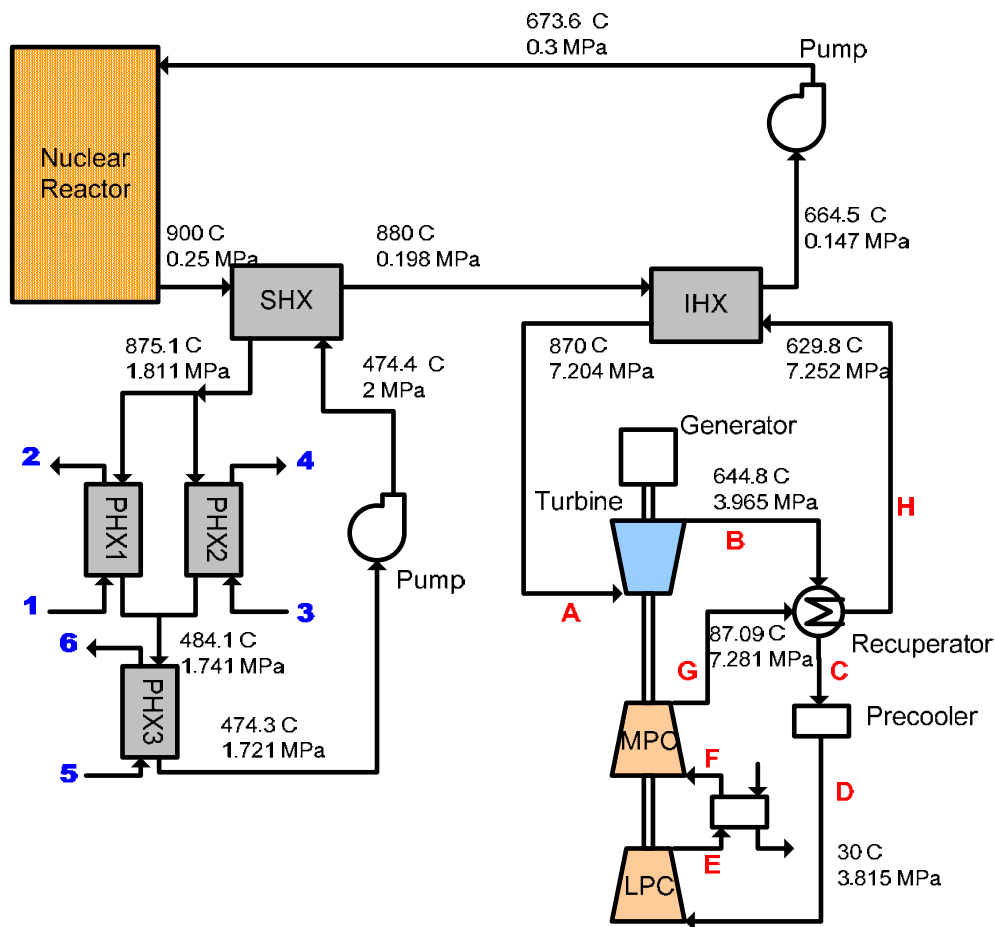 673.6 C
0.3 MPa
Pump
Nuclear
Reactor
900 C
0.25 MPa
880 C
0.198 MPa
664.5 C
0.147 MPa
SHX
IHX
875.1 C
1.811 MPa
474.4 C
2 MPa
870 C
7.204 MPa
629.8 C
7.252 MPa
Generator
2
4
644.8 C
3.965 MPa
Turbine
H
PHX1
PHX2
B
Pump
1
3
A
6
484.1 C
1.741 MPa
87.09 C
7.281 MPa
Recuperator
G
C
PHX3
474.3 C
1.721 MPa
Precooler
MPC
5
F
D
E
LPC
30 C
3.815 MPa